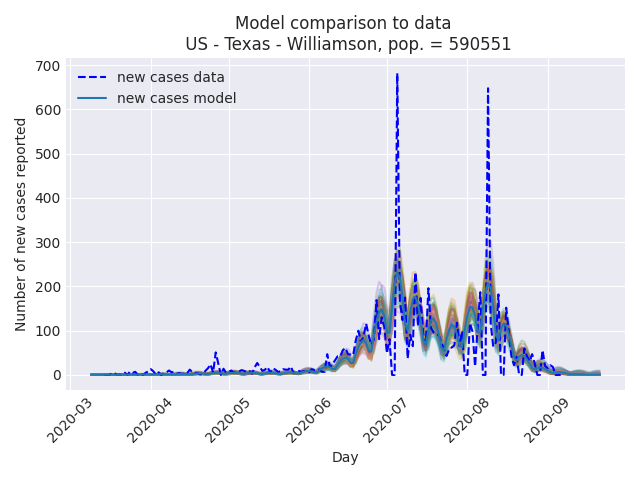 Model comparison to data
US - Texas - Williamson, pop. = 590551
700
600
500
400
300
200
100
0
Number of new cases reported
new cases data
new cases model
2020-03
2020-04
2020-05
2020-06
2020-07
2020-08
2020-09
Day